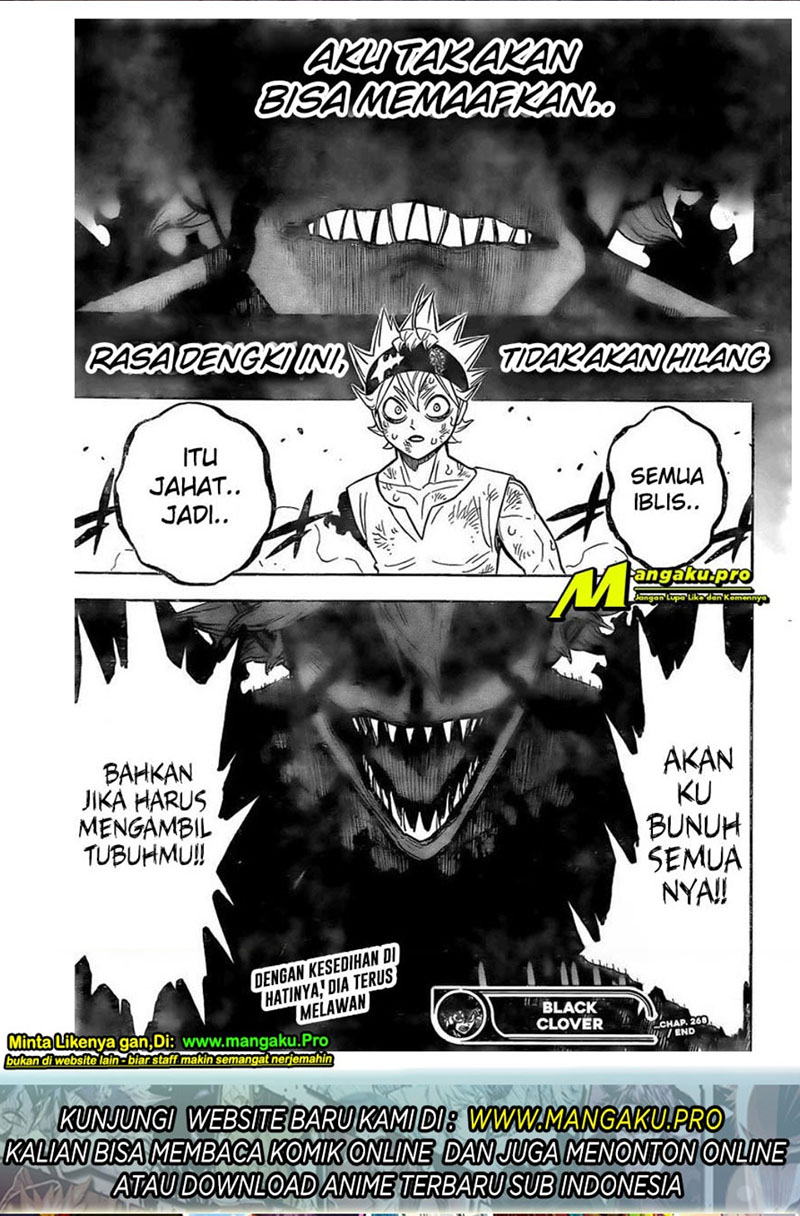 AKU TAK AKAN
BISA MEMAAFKAN..
RASA DENGKI INI,
TIDAK AKAN HILANG
SEMUA
IBLIS..
ITU
JAHAT..
JADI..
Mangaku.pro
Jangan Lupa Like dan Komennya
AKAN
KU
BUNUH
SEMUA
NYA!!
BAHKAN
JIKA HARUS
MENGAMBIL
TUBUHMU!!
DENGAN KESEDIHAN DI
HATINYA, DIA TERUS
MELAWAN
BLACK
CLOVER
CHAP. 268
/ END
Minta Likenya gan,Di: www.mangaku.Pro
bukan di website lain - biar staff makin semangat nerjemahin
KUNJUNGI WEBSITE BARU KAMI DI : WWW.MANGAKU.PRO
KALIAN BISA MEMBACA KOMIK ONLINE DAN JUGA MENONTON ONLINE
ATAU DOWNLOAD ANIME TERBARU SUB INDONESIA